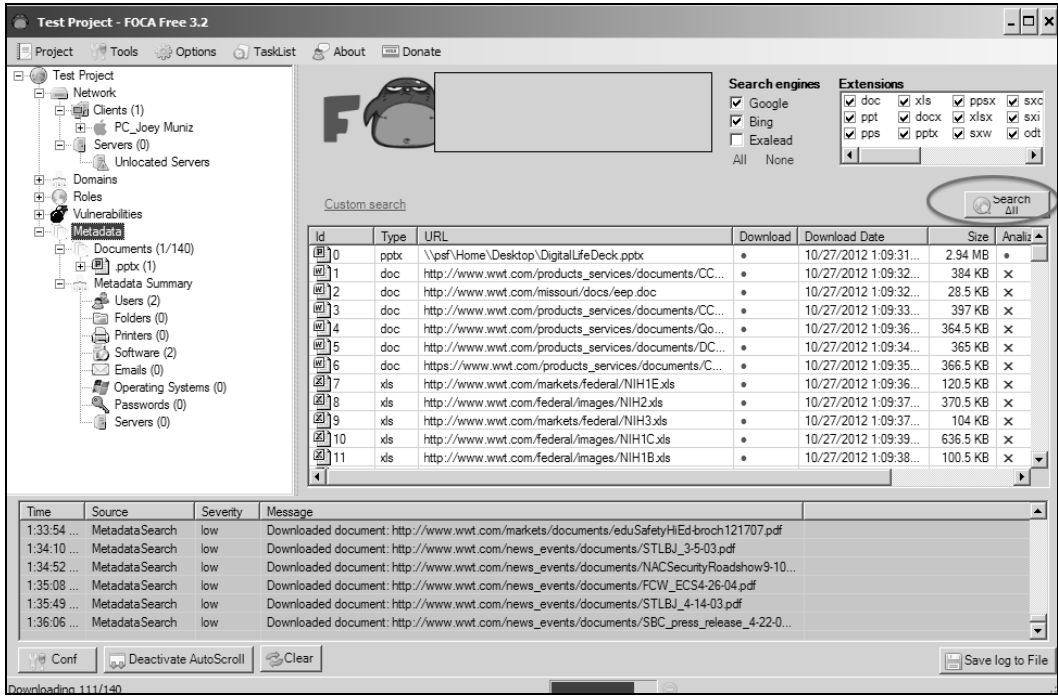 Test Project - FOCA Free 3.2
Project Tools Options TaskList About Donate
Test Project
Network
Clients (1)
PC_Joey Muniz
Servers (0)
Unlocated Servers
Domains
Roles
Vulnerabilities
Metadata
Documents (1/140)
.pptx (1)
Metadata Summary
Users (2)
Folders (0)
Printers (0)
Software (2)
Emails (0)
Operating Systems (0)
Passwords (0)
Servers (0)
F
Search engines
Google
Bing
Exalead
All None
Extensions
doc xls ppsx sxc
ppt docx xlsx sxi
pps pptx sxw odt
Custom search
Search All
Id Type URL Download Download Date Size Analiz
0 pptx \\psf\Home\Desktop\DigitalLifeDeck.pptx • 10/27/2012 1:09:31... 2.94 MB •
1 doc http://www.wwt.com/products_services/documents/CC... • 10/27/2012 1:09:32... 384 KB ×
2 doc http://www.wwt.com/missouri/docs/eep.doc • 10/27/2012 1:09:32... 28.5 KB ×
3 doc http://www.wwt.com/products_services/documents/CC... • 10/27/2012 1:09:33... 397 KB ×
4 doc http://www.wwt.com/products_services/documents/Qo... • 10/27/2012 1:09:36... 364.5 KB ×
5 doc http://www.wwt.com/products_services/documents/DC... • 10/27/2012 1:09:34... 365 KB ×
6 doc https://www.wwt.com/products_services/documents/C... • 10/27/2012 1:09:35... 366.5 KB ×
7 xls http://www.wwt.com/markets/federal/NIH1E.xls • 10/27/2012 1:09:36... 120.5 KB ×
8 xls http://www.wwt.com/federal/images/NIH2.xls • 10/27/2012 1:09:37... 370.5 KB ×
9 xls http://www.wwt.com/markets/federal/NIH3.xls • 10/27/2012 1:09:37... 104 KB ×
10 xls http://www.wwt.com/federal/images/NIH1C.xls • 10/27/2012 1:09:39... 636.5 KB ×
11 xls http://www.wwt.com/federal/images/NIH1B.xls • 10/27/2012 1:09:38... 100.5 KB ×
Time Source Severity Message
1:33:54 ... MetadataSearch low Downloaded document: http://www.wwt.com/markets/documents/eduSafetyHiEd-broch121707.pdf
1:34:10 ... MetadataSearch low Downloaded document: http://www.wwt.com/news_events/documents/STLBJ_3-5-03.pdf
1:34:52 ... MetadataSearch low Downloaded document: http://www.wwt.com/news_events/documents/NACSecurityRoadshow9-10...
1:35:08 ... MetadataSearch low Downloaded document: http://www.wwt.com/news_events/documents/FCW_ECS4-26-04.pdf
1:35:49 ... MetadataSearch low Downloaded document: http://www.wwt.com/news_events/documents/STLBJ_4-14-03.pdf
1:36:06 ... MetadataSearch low Downloaded document: http://www.wwt.com/news_events/documents/SBC_press_release_4-22-0...
Conf Deactivate AutoScroll Clear Save log to File
Downloading 111/140